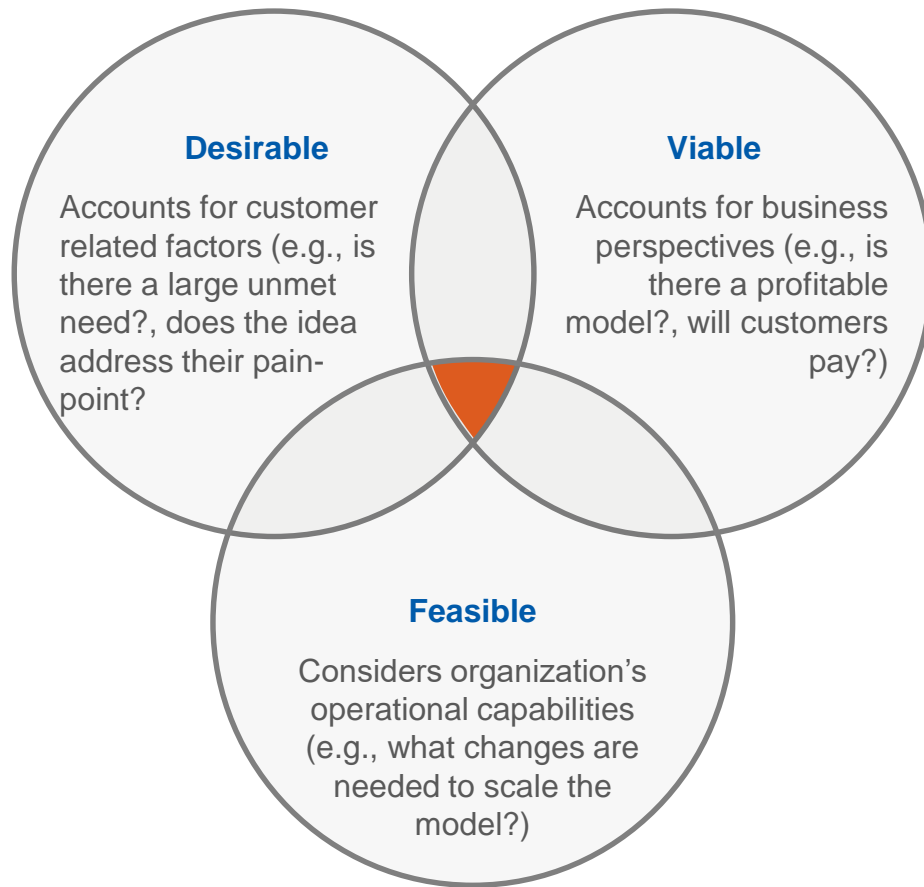 Desirable
Accounts for customer
related factors (e.g., is
there a large unmet
need?, does the idea
address their pain-
point?
Viable
Accounts for business
perspectives (e.g., is
there a profitable
model?, will customers
pay?)
Feasible
Considers organization’s
operational capabilities
(e.g., what changes are
needed to scale the
model?)